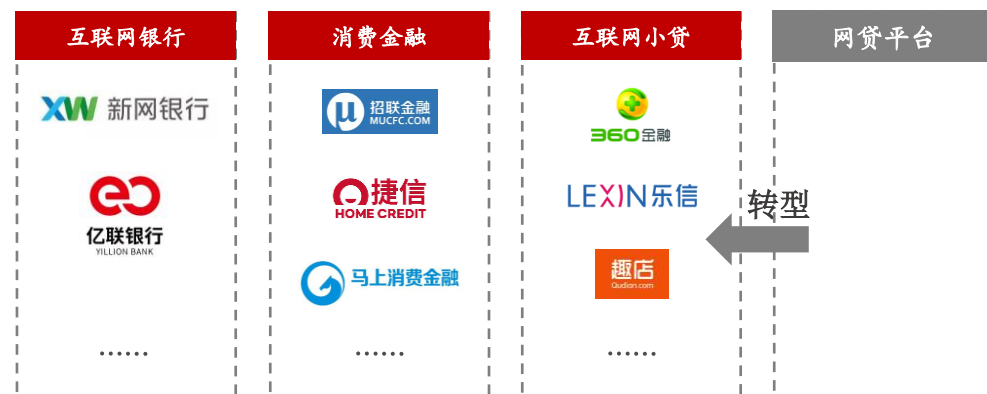 互联网银行
消费金融
互联网小贷
网贷平台
XW 新网银行
亿联银行
YILLION BANK
……
μ 招联金融
MUCFC.COM
捷信
HOME CREDIT
马上消费金融
……
360金融
LEXIN乐信
趣店
Qudian.com
……
转型